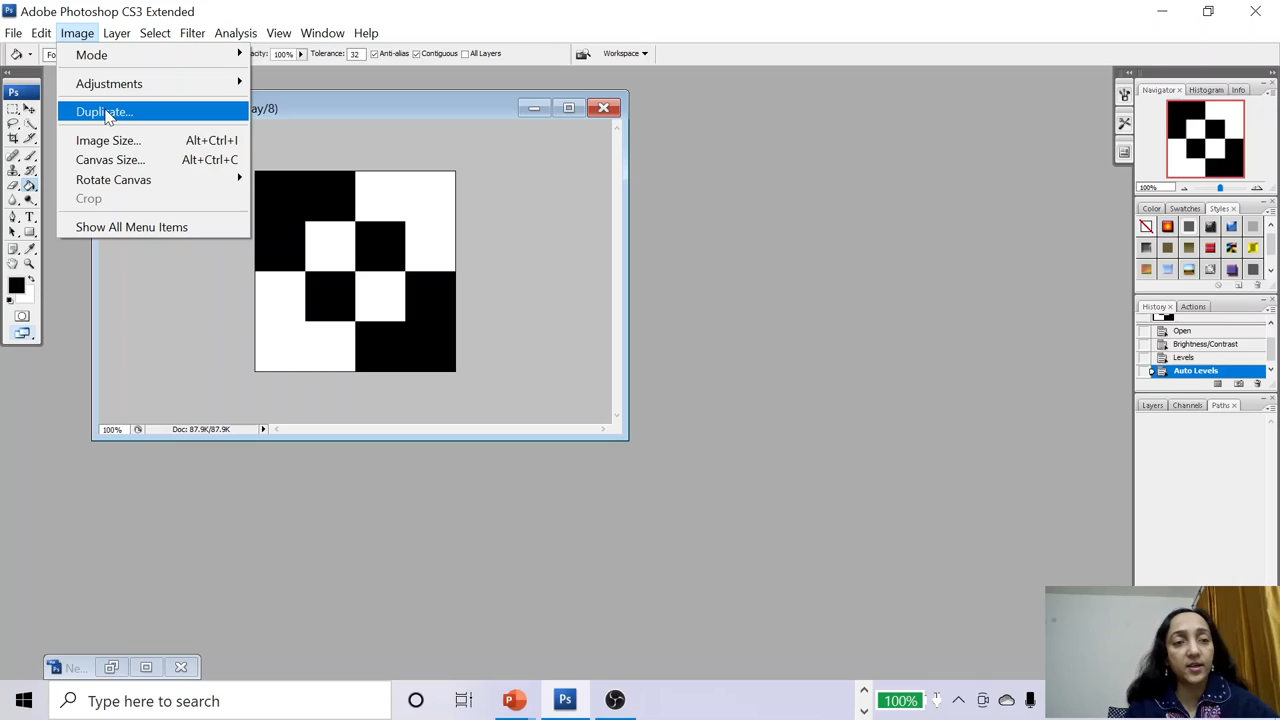 Adobe Photoshop CS3 Extended
File Edit Image Layer Select Filter Analysis View Window Help
100% Tolerance: 32 Anti-alias Contiguous All Layers Workspace
Ps
Mode
Adjustments
Duplicate...
Image Size... Alt+Ctrl+I
Canvas Size... Alt+Ctrl+C
Rotate Canvas
Crop
Show All Menu Items
ay/8)
100% Doc: 87.9K/87.9K
Navigator Histogram Info
100%
Color Swatches Styles
History Actions
Open
Brightness/Contrast
Levels
Auto Levels
Layers Channels Paths
Ne...
Type here to search
100%